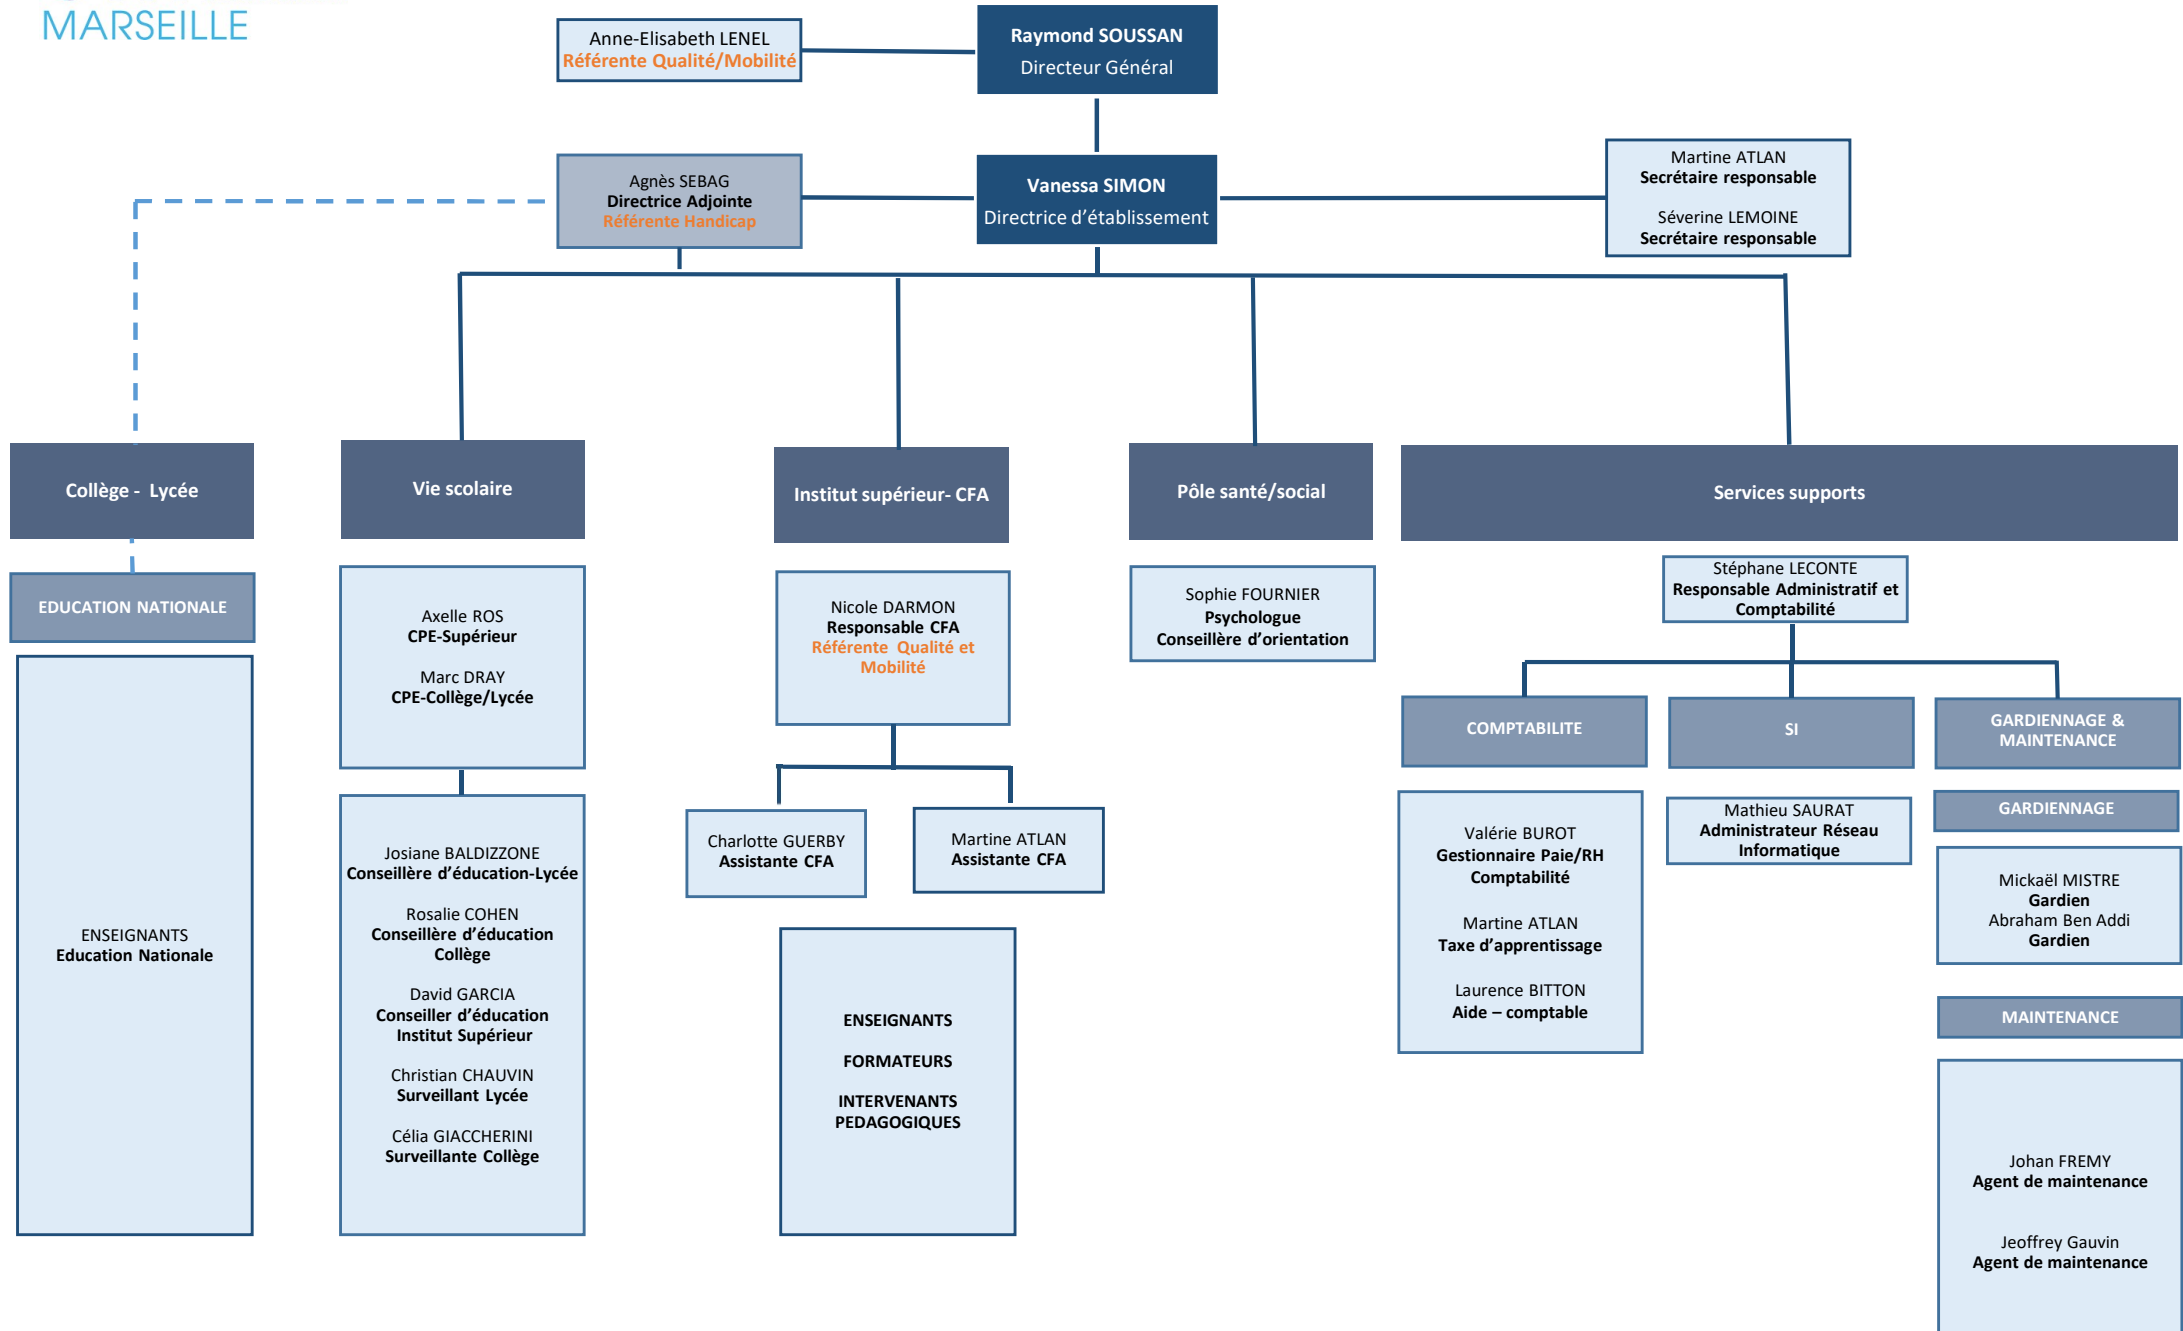 MARSEILLE
Anne-Elisabeth LENEL
Référente Qualité/Mobilité
Raymond SOUSSAN
Directeur Général
Agnès SEBAG
Directrice Adjointe
Référente Handicap
Vanessa SIMON
Directrice d'établissement
Martine ATLAN
Secrétaire responsable
Séverine LEMOINE
Secrétaire responsable
Collège - Lycée
EDUCATION NATIONALE
ENSEIGNANTS
Education Nationale
Vie scolaire
Axelle ROS
CPE-Supérieur
Marc DRAY
CPE-Collège/Lycée
Josiane BALDIZZONE
Conseillère d'éducation-Lycée
Rosalie COHEN
Conseillère d'éducation
Collège
David GARCIA
Conseiller d'éducation
Institut Supérieur
Christian CHAUVIN
Surveillant Lycée
Célia GIACCHERINI
Surveillante Collège
Institut supérieur- CFA
Nicole DARMON
Responsable CFA
Référente Qualité et
Mobilité
Charlotte GUERBY
Assistante CFA
Martine ATLAN
Assistante CFA
ENSEIGNANTS
FORMATEURS
INTERVENANTS
PEDAGOGIQUES
Pôle santé/social
Sophie FOURNIER
Psychologue
Conseillère d'orientation
Services supports
Stéphane LECONTE
Responsable Administratif et
Comptabilité
COMPTABILITE
Valérie BUROT
Gestionnaire Paie/RH
Comptabilité
Martine ATLAN
Taxe d'apprentissage
Laurence BITTON
Aide – comptable
SI
Mathieu SAURAT
Administrateur Réseau
Informatique
GARDIENNAGE &
MAINTENANCE
GARDIENNAGE
Mickaël MISTRE
Gardien
Abraham Ben Addi
Gardien
MAINTENANCE
Johan FREMY
Agent de maintenance
Jeoffrey Gauvin
Agent de maintenance